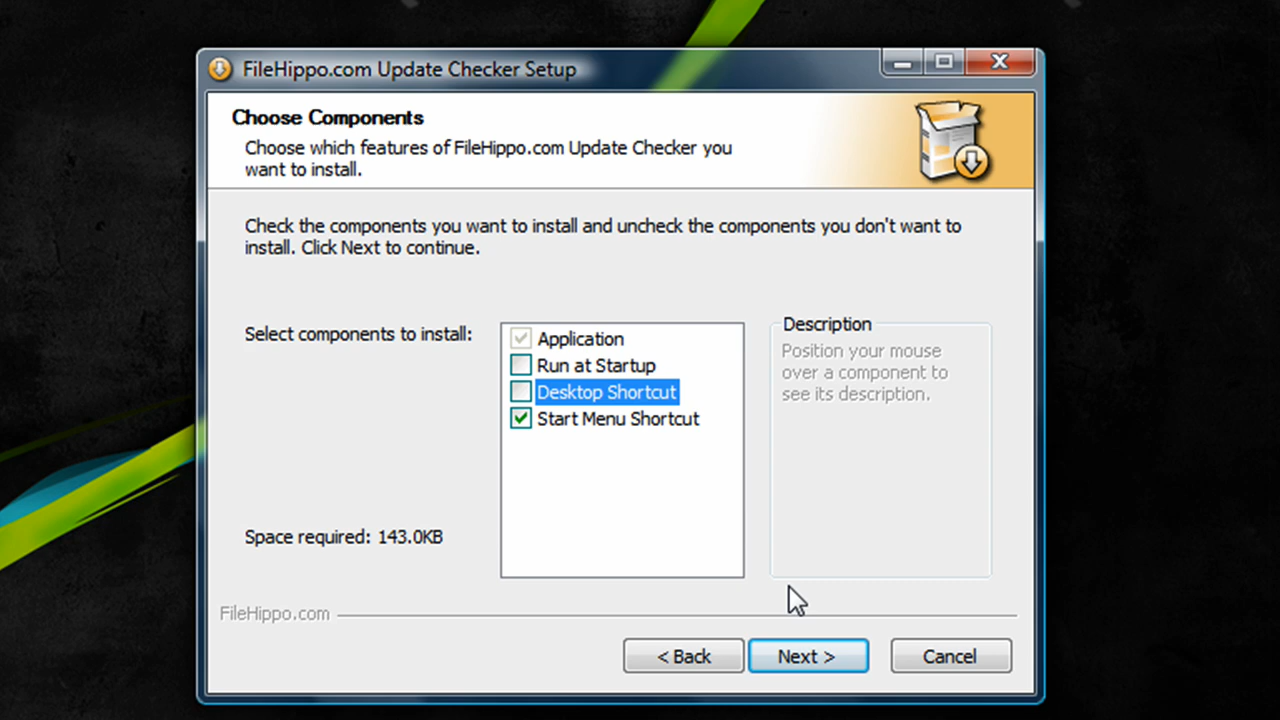 FileHippo.com Update Checker Setup
Choose Components
Choose which features of FileHippo.com Update Checker you
want to install.
Check the components you want to install and uncheck the components you don't want to
install. Click Next to continue.
Select components to install:
Application
Run at Startup
Desktop Shortcut
Start Menu Shortcut
Description
Position your mouse
over a component to
see its description.
Space required: 143.0KB
FileHippo.com
< Back
Next >
Cancel